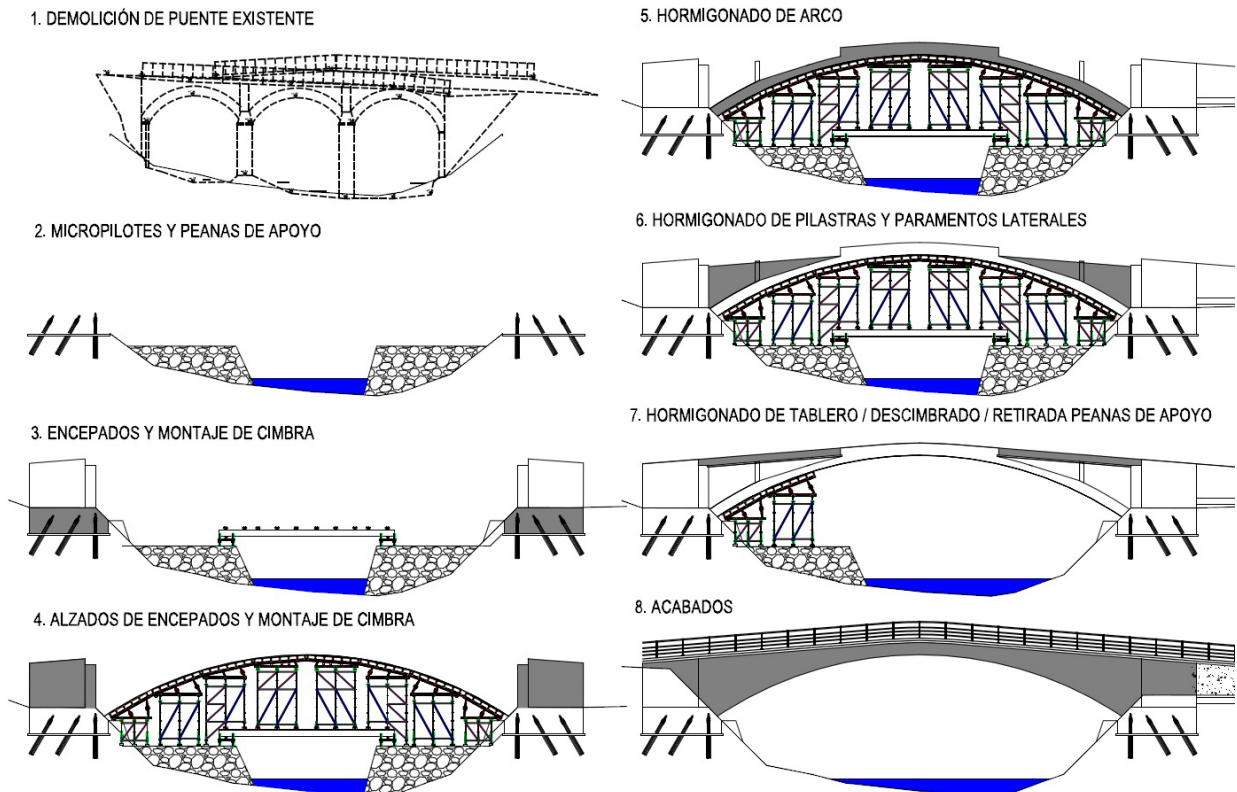 1. DEMOLICIÓN DE PUENTE EXISTENTE
2. MICROPILOTES Y PEANAS DE APOYO
3. ENCEPADOS Y MONTAJE DE CIMBRA
4. ALZADOS DE ENCEPADOS Y MONTAJE DE CIMBRA
5. HORMIGONADO DE ARCO
6. HORMIGONADO DE PILASTRAS Y PARAMENTOS LATERALES
7. HORMIGONADO DE TABLERO / DESCIMBRADO / RETIRADA PEANAS DE APOYO
8. ACABADOS